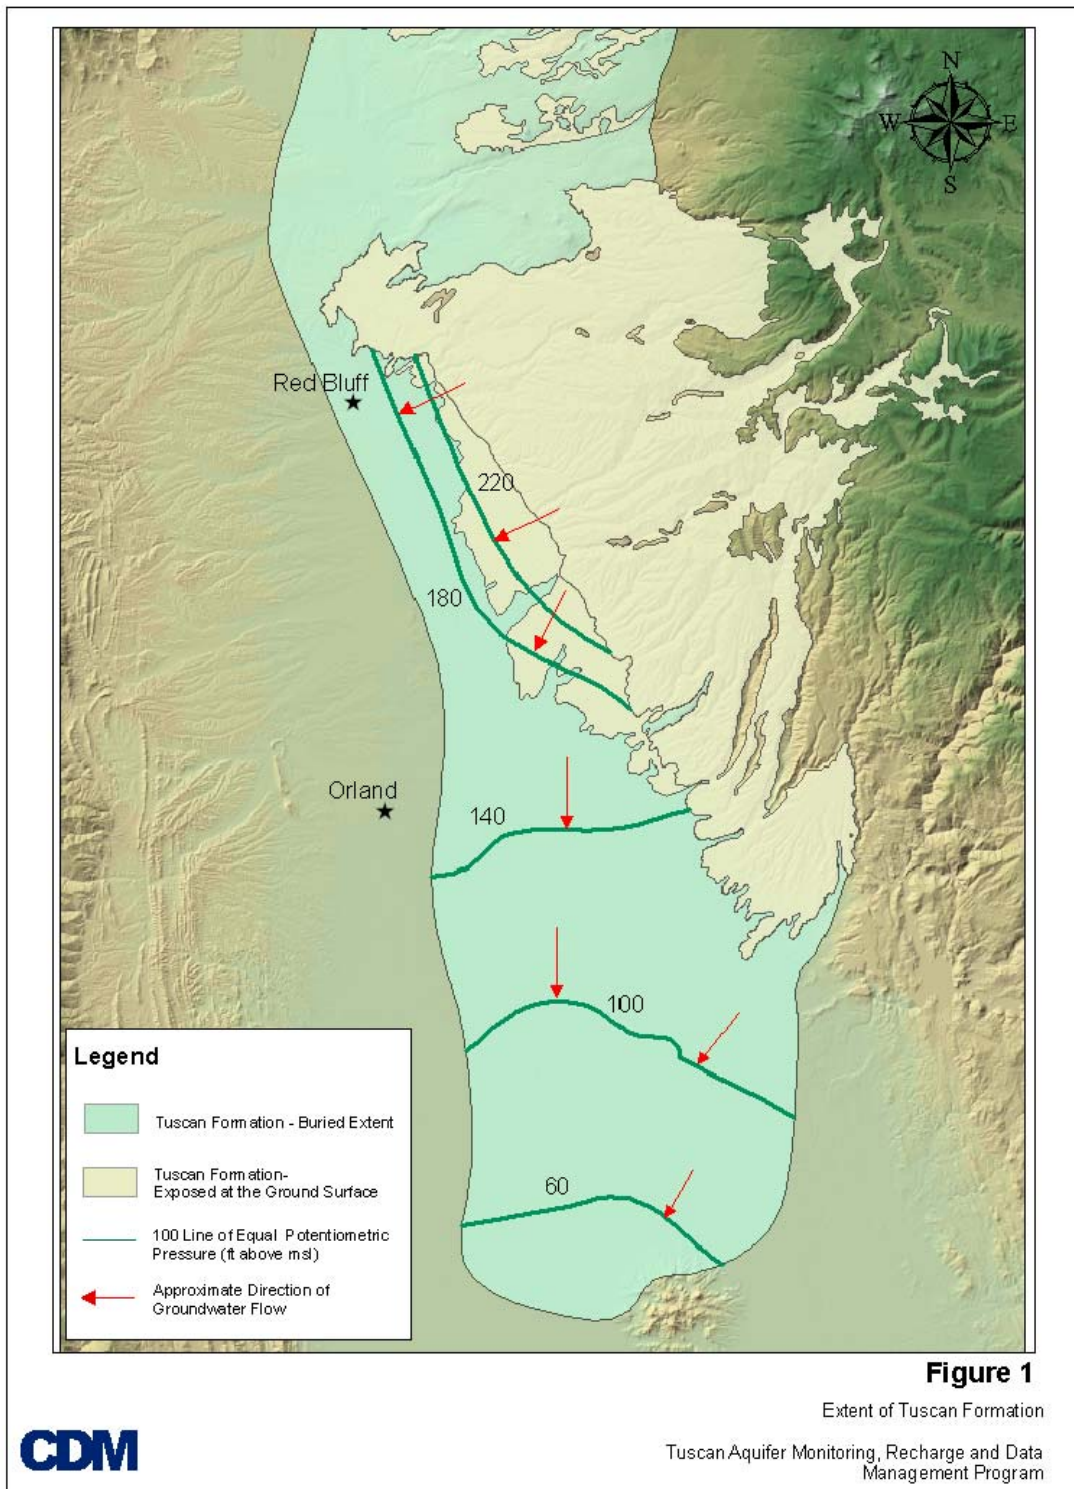 N
W E
S
Red Bluff
220
180
Orland
140
100
60
Legend
Tuscan Formation - Buried Extent
Tuscan Formation-
Exposed at the Ground Surface
100 Line of Equal Potentiometric
Pressure (ft above msl)
Approximate Direction of
Groundwater Flow
Figure 1
Extent of Tuscan Formation
CDM
Tuscan Aquifer Monitoring, Recharge and Data
Management Program